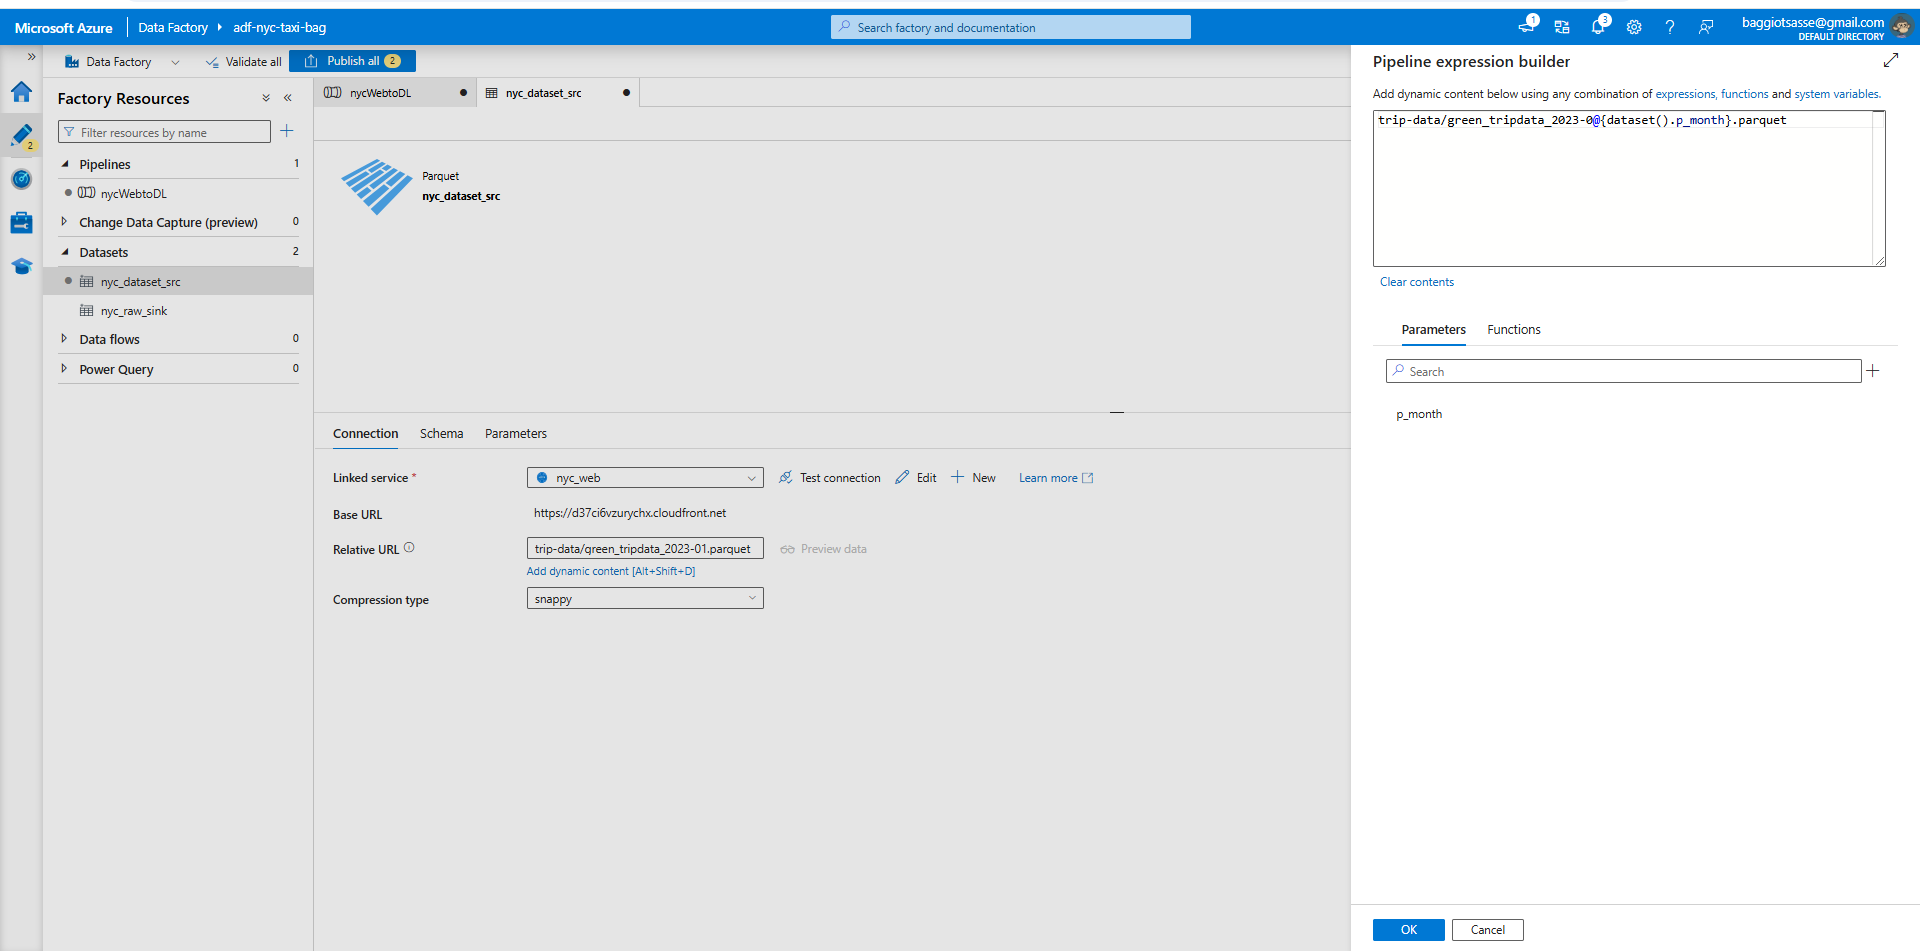 Microsoft Azure
Data Factory
adf-nyc-taxi-bag
Search factory and documentation
1
3
baggiotsasse@gmail.com
DEFAULT DIRECTORY
Data Factory
Validate all
Publish all 2
2
Factory Resources
Filter resources by name
Pipelines 1
nycWebtoDL
Change Data Capture (preview) 0
Datasets 2
nyc_dataset_src
nyc_raw_sink
Data flows 0
Power Query 0
nycWebtoDL
nyc_dataset_src
Parquet
nyc_dataset_src
Connection Schema Parameters
Linked service * nyc_web Test connection Edit New Learn more
Base URL https://d37ci6vzurychx.cloudfront.net
Relative URL trip-data/green_tripdata_2023-01.parquet Preview data
Add dynamic content [Alt+Shift+D]
Compression type snappy
Pipeline expression builder
Add dynamic content below using any combination of expressions, functions and system variables.
trip-data/green_tripdata_2023-0@{dataset().p_month}.parquet
Clear contents
Parameters Functions
Search
p_month
OK Cancel